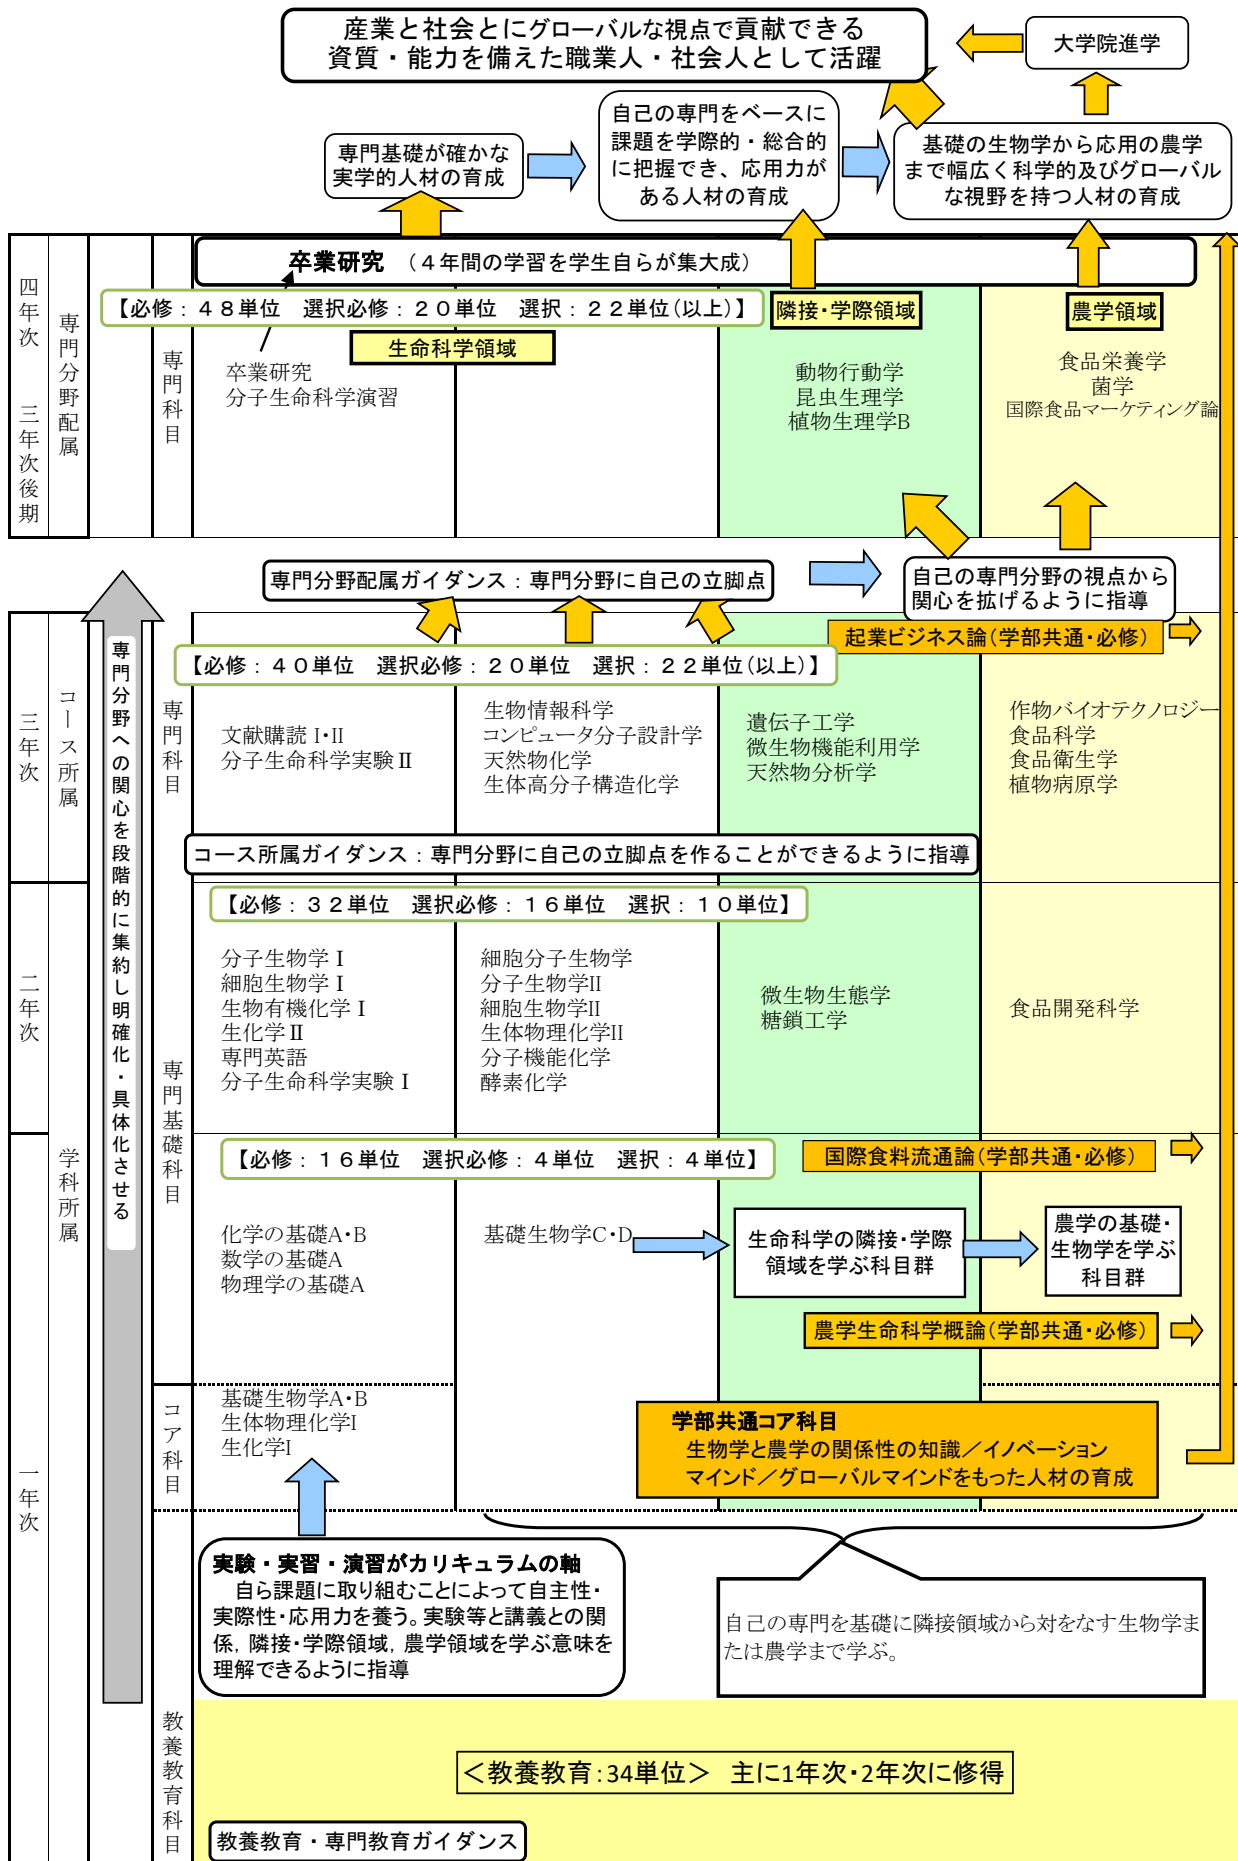 産業と社会とにグローバルな視点で貢献できる
資質・能力を備えた職業人・社会人として活躍
大学院進学
専門基礎が確かな
実学的人材の育成
自己の専門をベースに
課題を学際的・総合的
に把握でき、応用力が
ある人材の育成
基礎の生物学から応用の農学
まで幅広く科学的及びグローバル
な視野を持つ人材の育成
四年次 三年次後期
専門分野配属
専門科目
卒業研究 (４年間の学習を学生自らが集大成)
【必修:４８単位 選択必修:２０単位 選択:２２単位(以上)】
生命科学領域
隣接・学際領域
農学領域
卒業研究
分子生命科学演習
動物行動学
昆虫生理学
植物生理学B
食品栄養学
菌学
国際食品マーケティング論
専門分野配属ガイダンス:専門分野に自己の立脚点
自己の専門分野の視点から
関心を拡げるように指導
起業ビジネス論(学部共通・必修)
【必修:４０単位 選択必修:２０単位 選択:２２単位(以上)】
専門分野への関心を段階的に集約し明確化・具体化させる
三年次
コース所属
専門科目
文献購読 I・II
分子生命科学実験Ⅱ
生物情報科学
コンピュータ分子設計学
天然物化学
生体高分子構造化学
遺伝子工学
微生物機能利用学
天然物分析学
作物バイオテクノロジー
食品科学
食品衛生学
植物病原学
コース所属ガイダンス:専門分野に自己の立脚点を作ることができるように指導
【必修:３２単位 選択必修:１６単位 選択:１０単位】
二年次
学科所属
専門基礎科目
分子生物学Ⅰ
細胞生物学Ⅰ
生物有機化学Ⅰ
生化学Ⅱ
専門英語
分子生命科学実験Ⅰ
細胞分子生物学
分子生物学II
細胞生物学II
生体物理化学II
分子機能化学
酵素化学
微生物生態学
糖鎖工学
食品開発科学
【必修:１６単位 選択必修:４単位 選択:４単位】
国際食料流通論(学部共通・必修)
化学の基礎A・B
数学の基礎A
物理学の基礎A
基礎生物学C・D
生命科学の隣接・学際
領域を学ぶ科目群
農学の基礎・
生物学を学ぶ
科目群
農学生命科学概論(学部共通・必修)
一年次
コア科目
基礎生物学A・B
生体物理化学I
生化学I
学部共通コア科目
生物学と農学の関係性の知識／イノベーション
マインド／グローバルマインドをもった人材の育成
実験・実習・演習がカリキュラムの軸
自ら課題に取り組むことによって自主性・
実際性・応用力を養う。実験等と講義との関
係, 隣接・学際領域, 農学領域を学ぶ意味を
理解できるように指導
自己の専門を基礎に隣接領域から対をなす生物学ま
たは農学まで学ぶ。
教養教育科目
＜教養教育:34単位＞ 主に1年次・2年次に修得
教養教育・専門教育ガイダンス